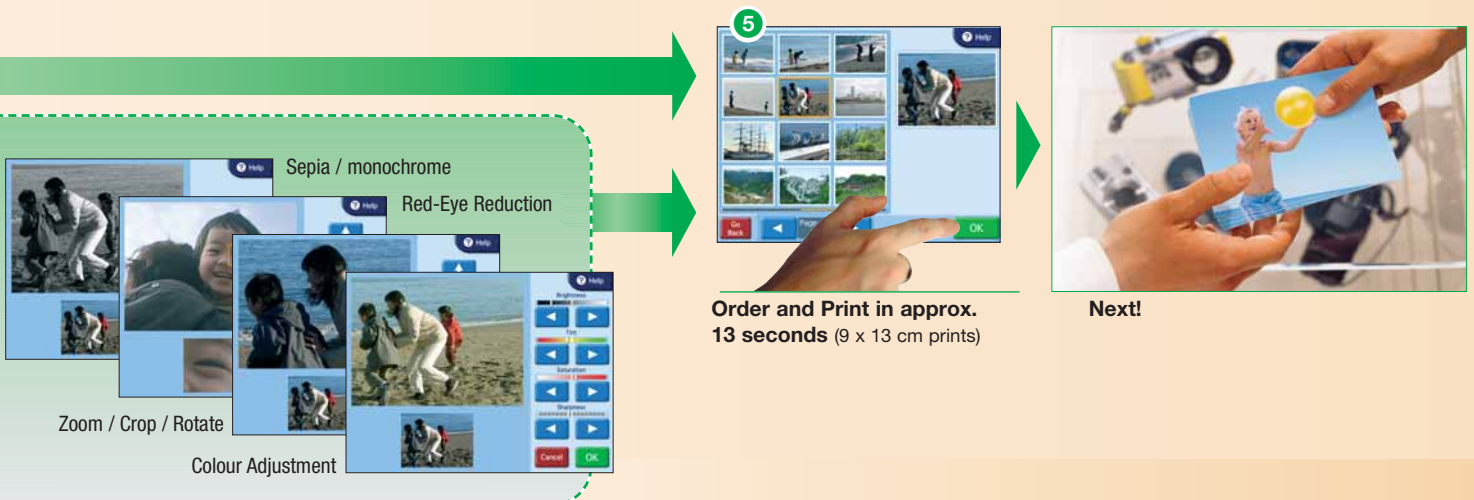 5
? Help
Go Back
OK
Order and Print in approx.
13 seconds (9 x 13 cm prints)
Next!
? Help
Sepia / monochrome
? Help
Red-Eye Reduction
? Help
? Help
Brightness
Tint
Saturation
Sharpness
Cancel
OK
Zoom / Crop / Rotate
Colour Adjustment